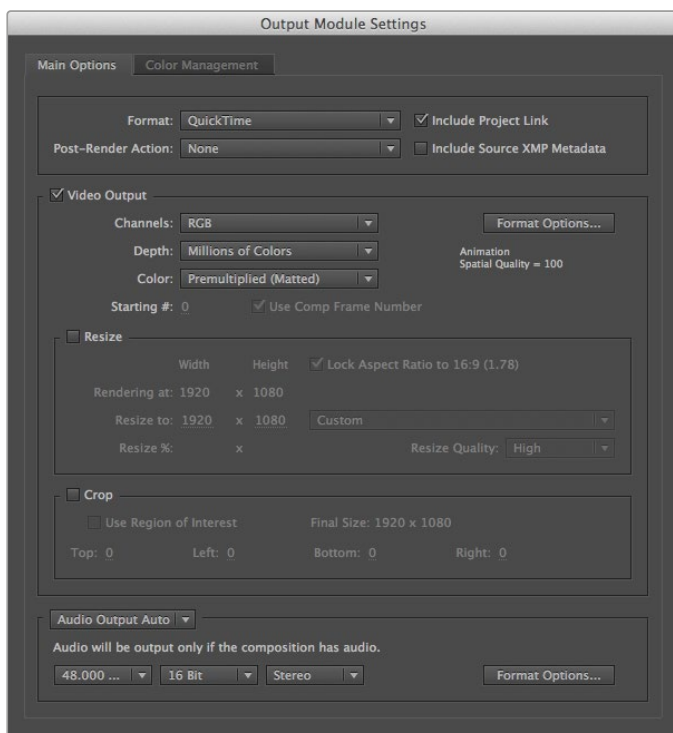 Output Module Settings
Main Options Color Management
Format: QuickTime Include Project Link
Post-Render Action: None Include Source XMP Metadata
Video Output
Channels: RGB Format Options...
Depth: Millions of Colors Animation
Spatial Quality = 100
Color: Premultiplied (Matted)
Starting #: 0 Use Comp Frame Number
Resize
Width Height Lock Aspect Ratio to 16:9 (1.78)
Rendering at: 1920 x 1080
Resize to: 1920 x 1080 Custom
Resize %: x Resize Quality: High
Crop
Use Region of Interest Final Size: 1920 x 1080
Top: 0 Left: 0 Bottom: 0 Right: 0
Audio Output Auto
Audio will be output only if the composition has audio.
48.000 ... 16 Bit Stereo Format Options...